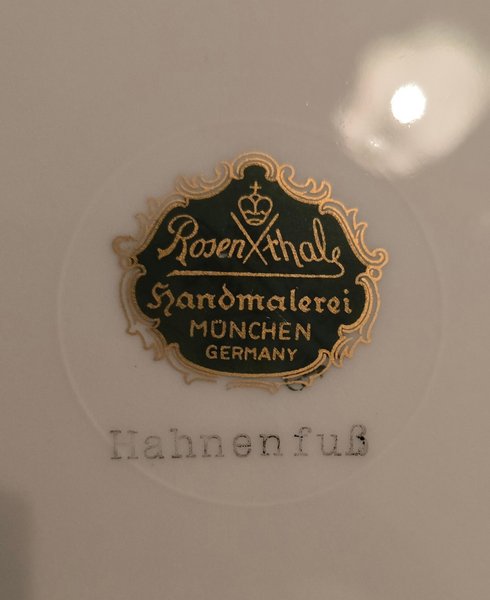 Rosenthal
Handmalerei
MÜNCHEN
GERMANY
Hahnenfuß